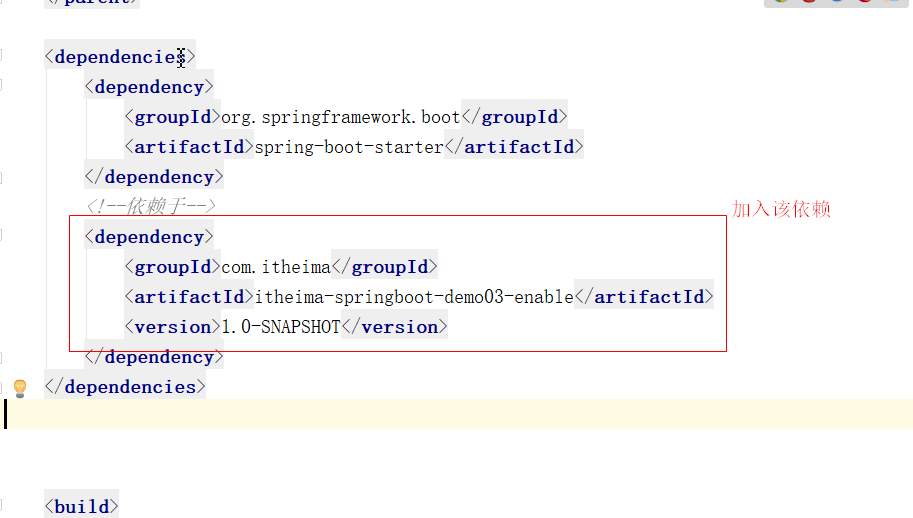 </parent>
<dependencies>
<dependency>
<groupId>org.springframework.boot</groupId>
<artifactId>spring-boot-starter</artifactId>
</dependency>
<!--依赖于-->
加入该依赖
<dependency>
<groupId>com.itheima</groupId>
<artifactId>itheima-springboot-demo03-enable</artifactId>
<version>1.0-SNAPSHOT</version>
</dependency>
</dependencies>
<build>